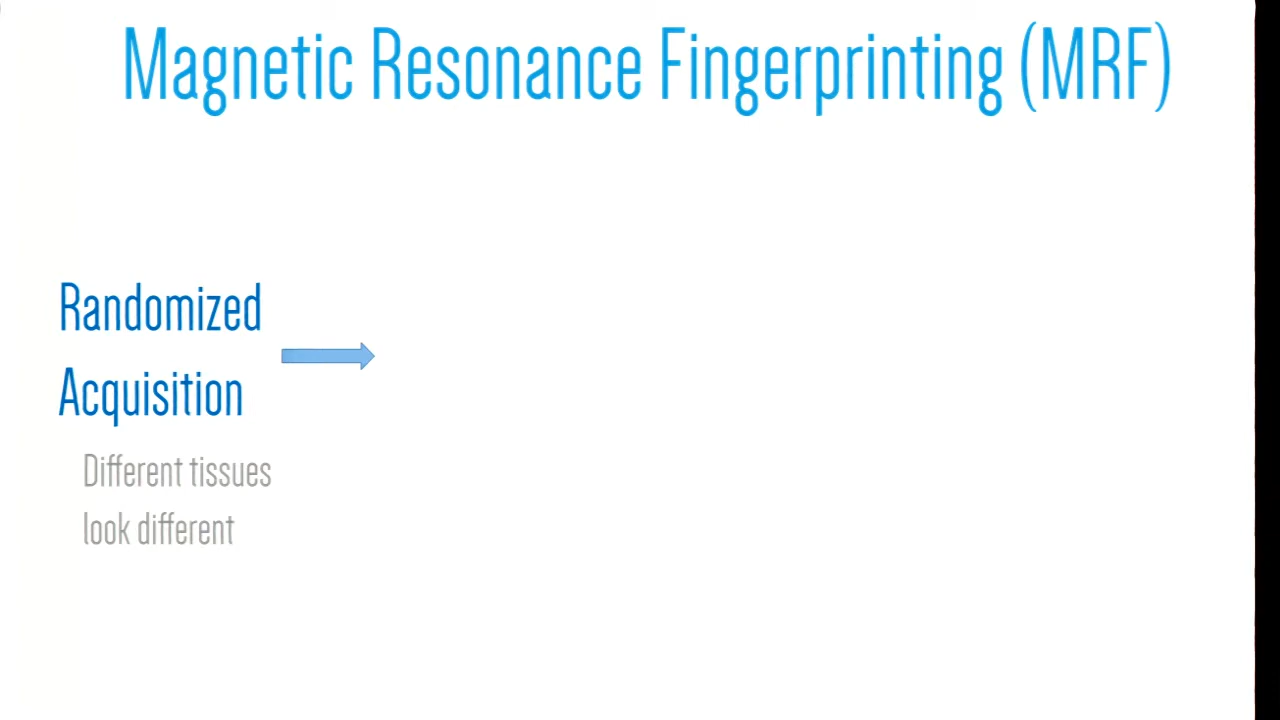 Magnetic Resonance Fingerprinting (MRF)
Randomized
Acquisition
Different tissues
look different